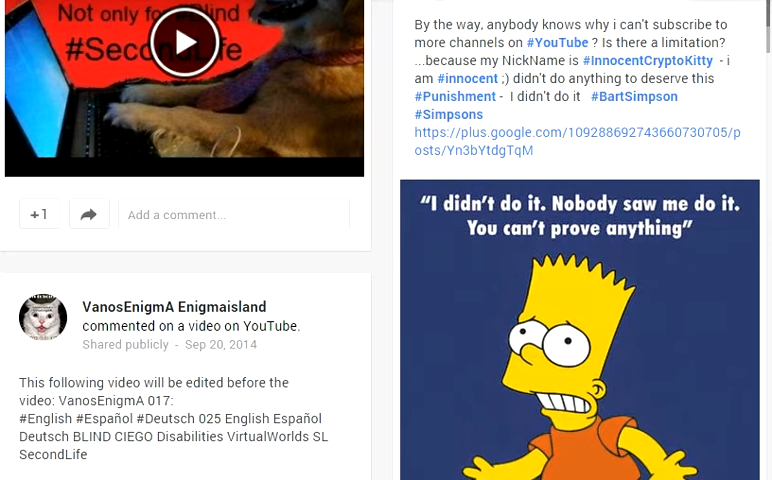 Not only for #Blind
#SecondLife
+1
Add a comment...
VanosEnigmA Enigmaisland
commented on a video on YouTube.
Shared publicly - Sep 20, 2014
This following video will be edited before the
video: VanosEnigmA 017:
#English #Español #Deutsch 025 English Español
Deutsch BLIND CIEGO Disabilities VirtualWorlds SL
SecondLife
By the way, anybody knows why i can't subscribe to
more channels on #YouTube ? Is there a limitation?
...because my NickName is #InnocentCryptoKitty - i
am #innocent ;) didn't do anything to deserve this
#Punishment - I didn't do it #BartSimpson
#Simpsons
https://plus.google.com/109288692743660730705/p
osts/Yn3bYtdgTqM
“I didn't do it. Nobody saw me do it.
You can't prove anything”